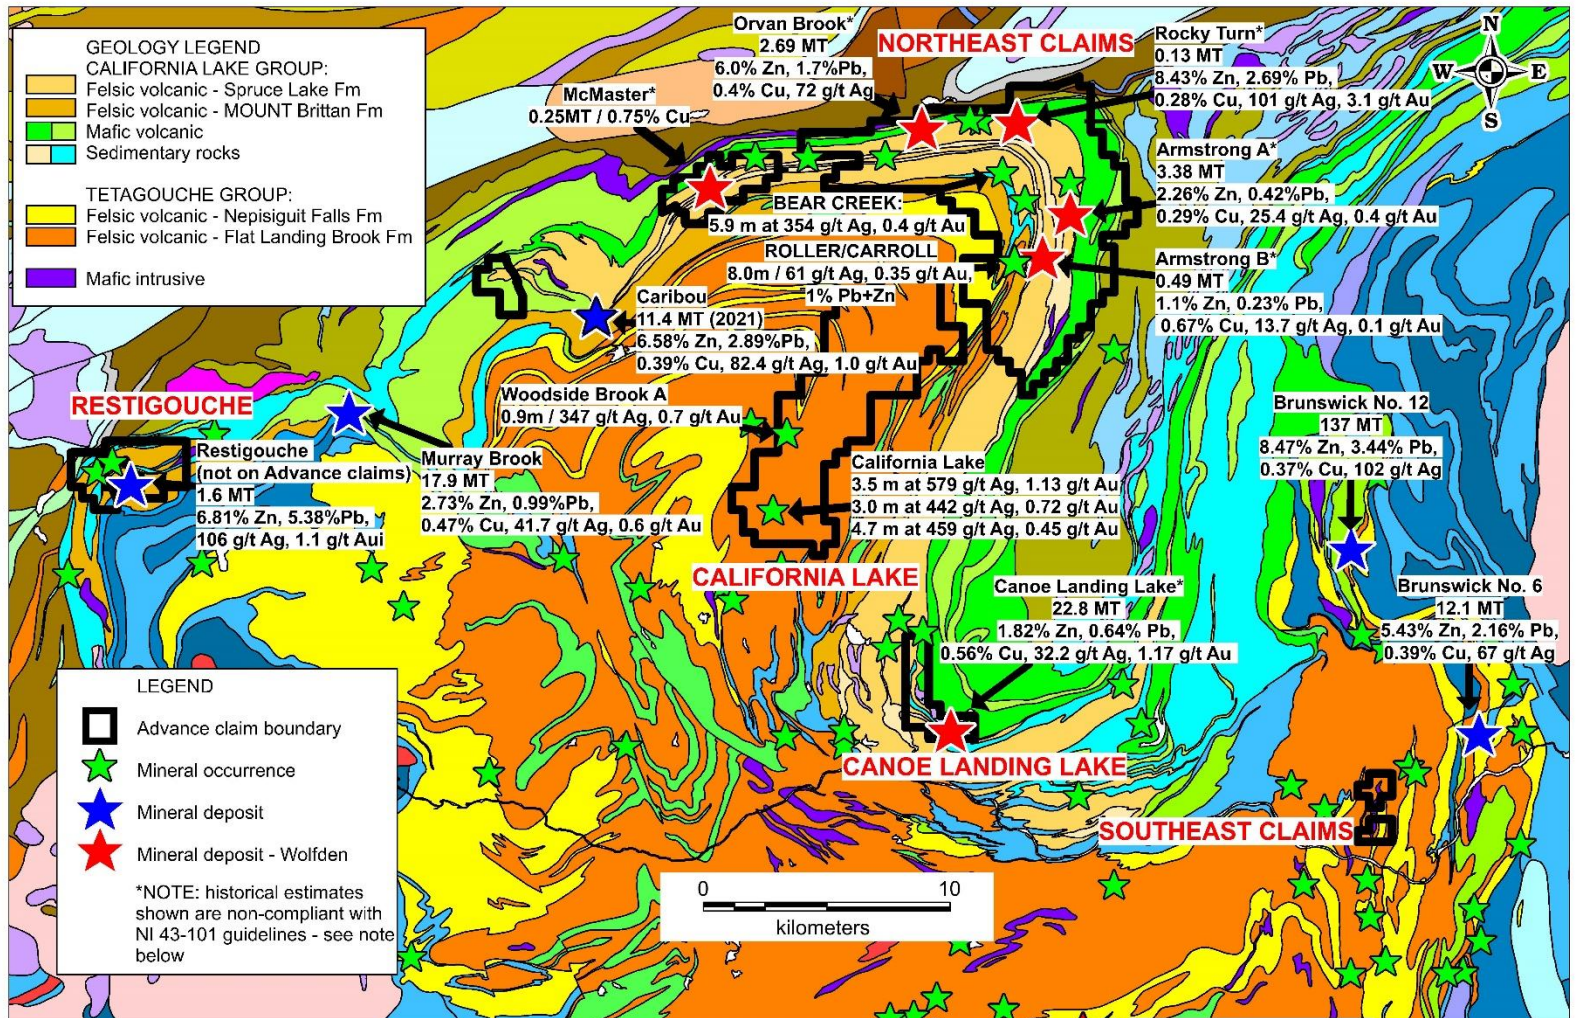 GEOLOGY LEGEND
CALIFORNIA LAKE GROUP:
Felsic volcanic - Spruce Lake Fm
Felsic volcanic - MOUNT Brittan Fm
Mafic volcanic
Sedimentary rocks
TETAGOUCHE GROUP:
Felsic volcanic - Nepisiguit Falls Fm
Felsic volcanic - Flat Landing Brook Fm
Mafic intrusive
Orvan Brook*
2.69 MT
6.0% Zn, 1.7%Pb,
0.4% Cu, 72 g/t Ag
NORTHEAST CLAIMS
Rocky Turn*
0.13 MT
8.43% Zn, 2.69% Pb,
0.28% Cu, 101 g/t Ag, 3.1 g/t Au
N
W
E
S
McMaster*
0.25MT / 0.75% Cu
Armstrong A*
3.38 MT
2.26% Zn, 0.42%Pb,
0.29% Cu, 25.4 g/t Ag, 0.4 g/t Au
BEAR CREEK:
5.9 m at 354 g/t Ag, 0.4 g/t Au
ROLLER/CARROLL
8.0m / 61 g/t Ag, 0.35 g/t Au,
1% Pb+Zn
Armstrong B*
0.49 MT
1.1% Zn, 0.23% Pb,
0.67% Cu, 13.7 g/t Ag, 0.1 g/t Au
Caribou
11.4 MT (2021)
6.58% Zn, 2.89%Pb,
0.39% Cu, 82.4 g/t Ag, 1.0 g/t Au
Woodside Brook A
0.9m / 347 g/t Ag, 0.7 g/t Au
RESTIGOUCHE
Restigouche
(not on Advance claims)
1.6 MT
6.81% Zn, 5.38%Pb,
106 g/t Ag, 1.1 g/t Aui
Murray Brook
17.9 MT
2.73% Zn, 0.99%Pb,
0.47% Cu, 41.7 g/t Ag, 0.6 g/t Au
California Lake
3.5 m at 579 g/t Ag, 1.13 g/t Au
3.0 m at 442 g/t Ag, 0.72 g/t Au
4.7 m at 459 g/t Ag, 0.45 g/t Au
Brunswick No. 12
137 MT
8.47% Zn, 3.44% Pb,
0.37% Cu, 102 g/t Ag
CALIFORNIA LAKE
Canoe Landing Lake*
22.8 MT
1.82% Zn, 0.64% Pb,
0.56% Cu, 32.2 g/t Ag, 1.17 g/t Au
Brunswick No. 6
12.1 MT
5.43% Zn, 2.16% Pb,
0.39% Cu, 67 g/t Ag
CANOE LANDING LAKE
SOUTHEAST CLAIMS
LEGEND
Advance claim boundary
Mineral occurrence
Mineral deposit
Mineral deposit - Wolfden
*NOTE: historical estimates
shown are non-compliant with
NI 43-101 guidelines - see note
below
0
10
kilometers